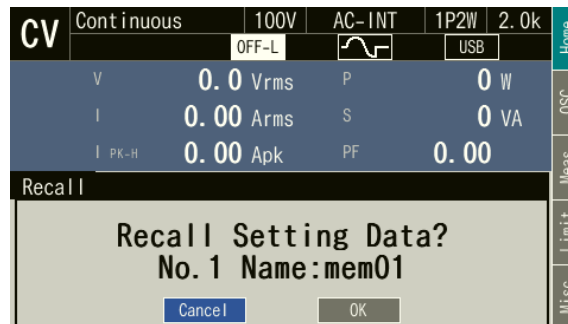 CV Continuous 100V AC-INT 1P2W 2.0k
OFF-L USB
V 0.0 Vrms P 0 W
I 0.00 Arms S 0 VA
I PK-H 0.00 Apk PF 0.00
Recall
Recall Setting Data?
No.1 Name:mem01
Cancel OK
Home
OSC
Meas
Limit
Misc